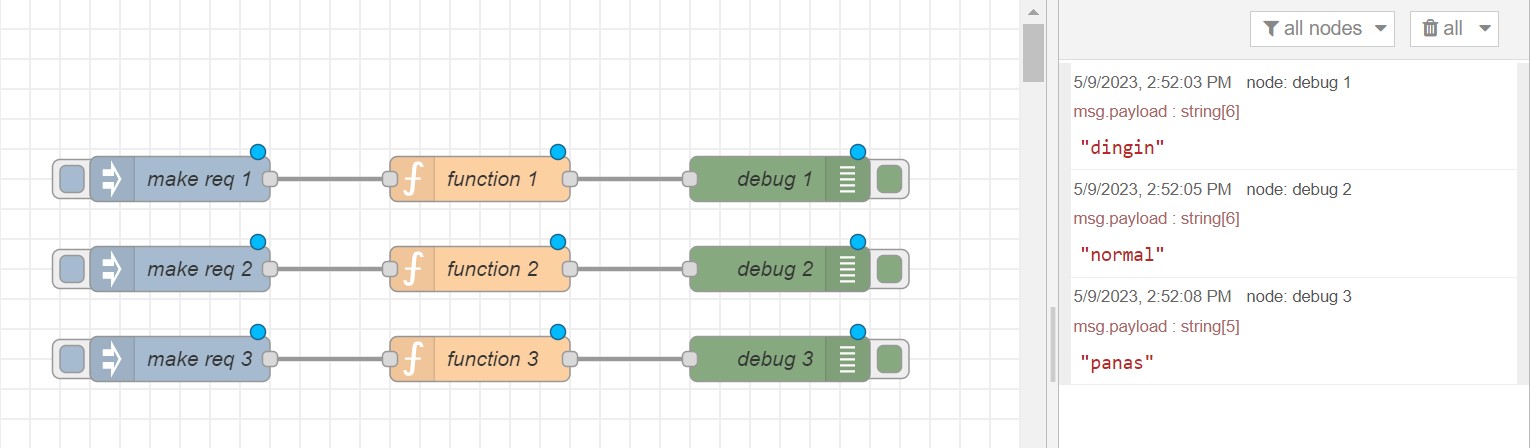 all nodes all
5/9/2023, 2:52:03 PM node: debug 1
msg.payload : string[6]
"dingin"
make req 1 function 1 debug 1
5/9/2023, 2:52:05 PM node: debug 2
msg.payload : string[6]
"normal"
make req 2 function 2 debug 2
5/9/2023, 2:52:08 PM node: debug 3
msg.payload : string[5]
"panas"
make req 3 function 3 debug 3